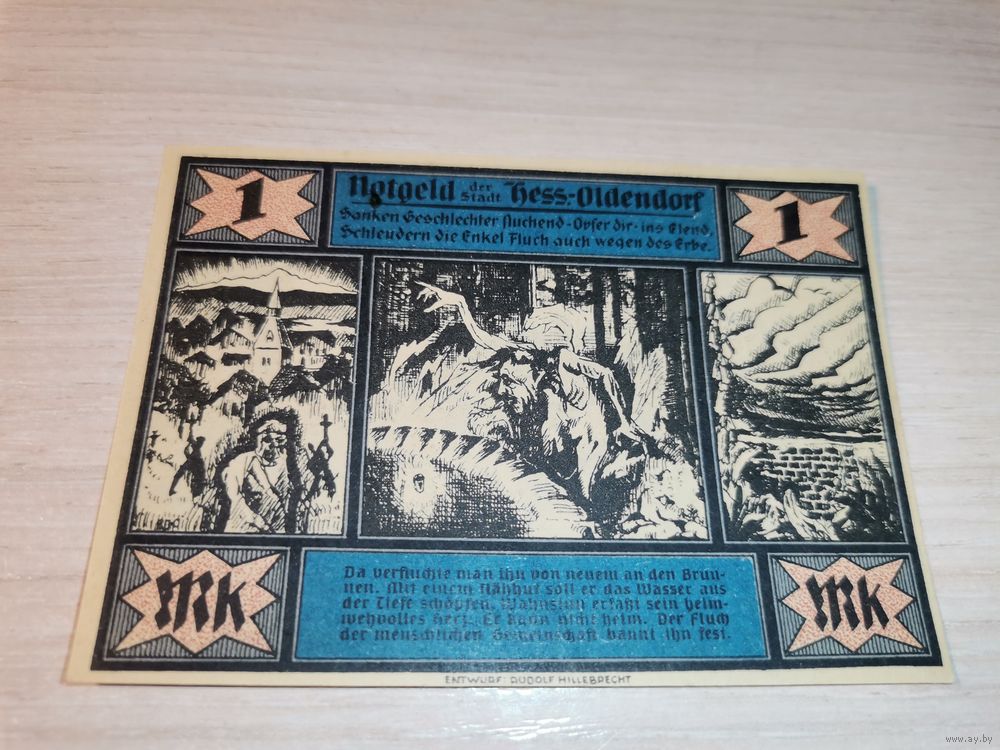 1
Notgeld der Stadt Hess.-Oldendorf
1
Sanken Geschlechter fluchend-Opfer dir-ins Elend,
Schleudern die Enkel Fluch auch wegen des Erbe.
Mk
Da verfluchte man ihn von neuem an den Brun-
nen. Mit einem Nähhut soll er das Wasser aus
der Tiefe schöpfen. Wahnsinn erfaßt sein heim-
wehvolles Herz. Er kann nicht heim. Der Fluch
der menschlichen Gemeinschaft bannt ihn fest.
Mk
ENTWURF: RUDOLF HILLEBRECHT
www.ay.by